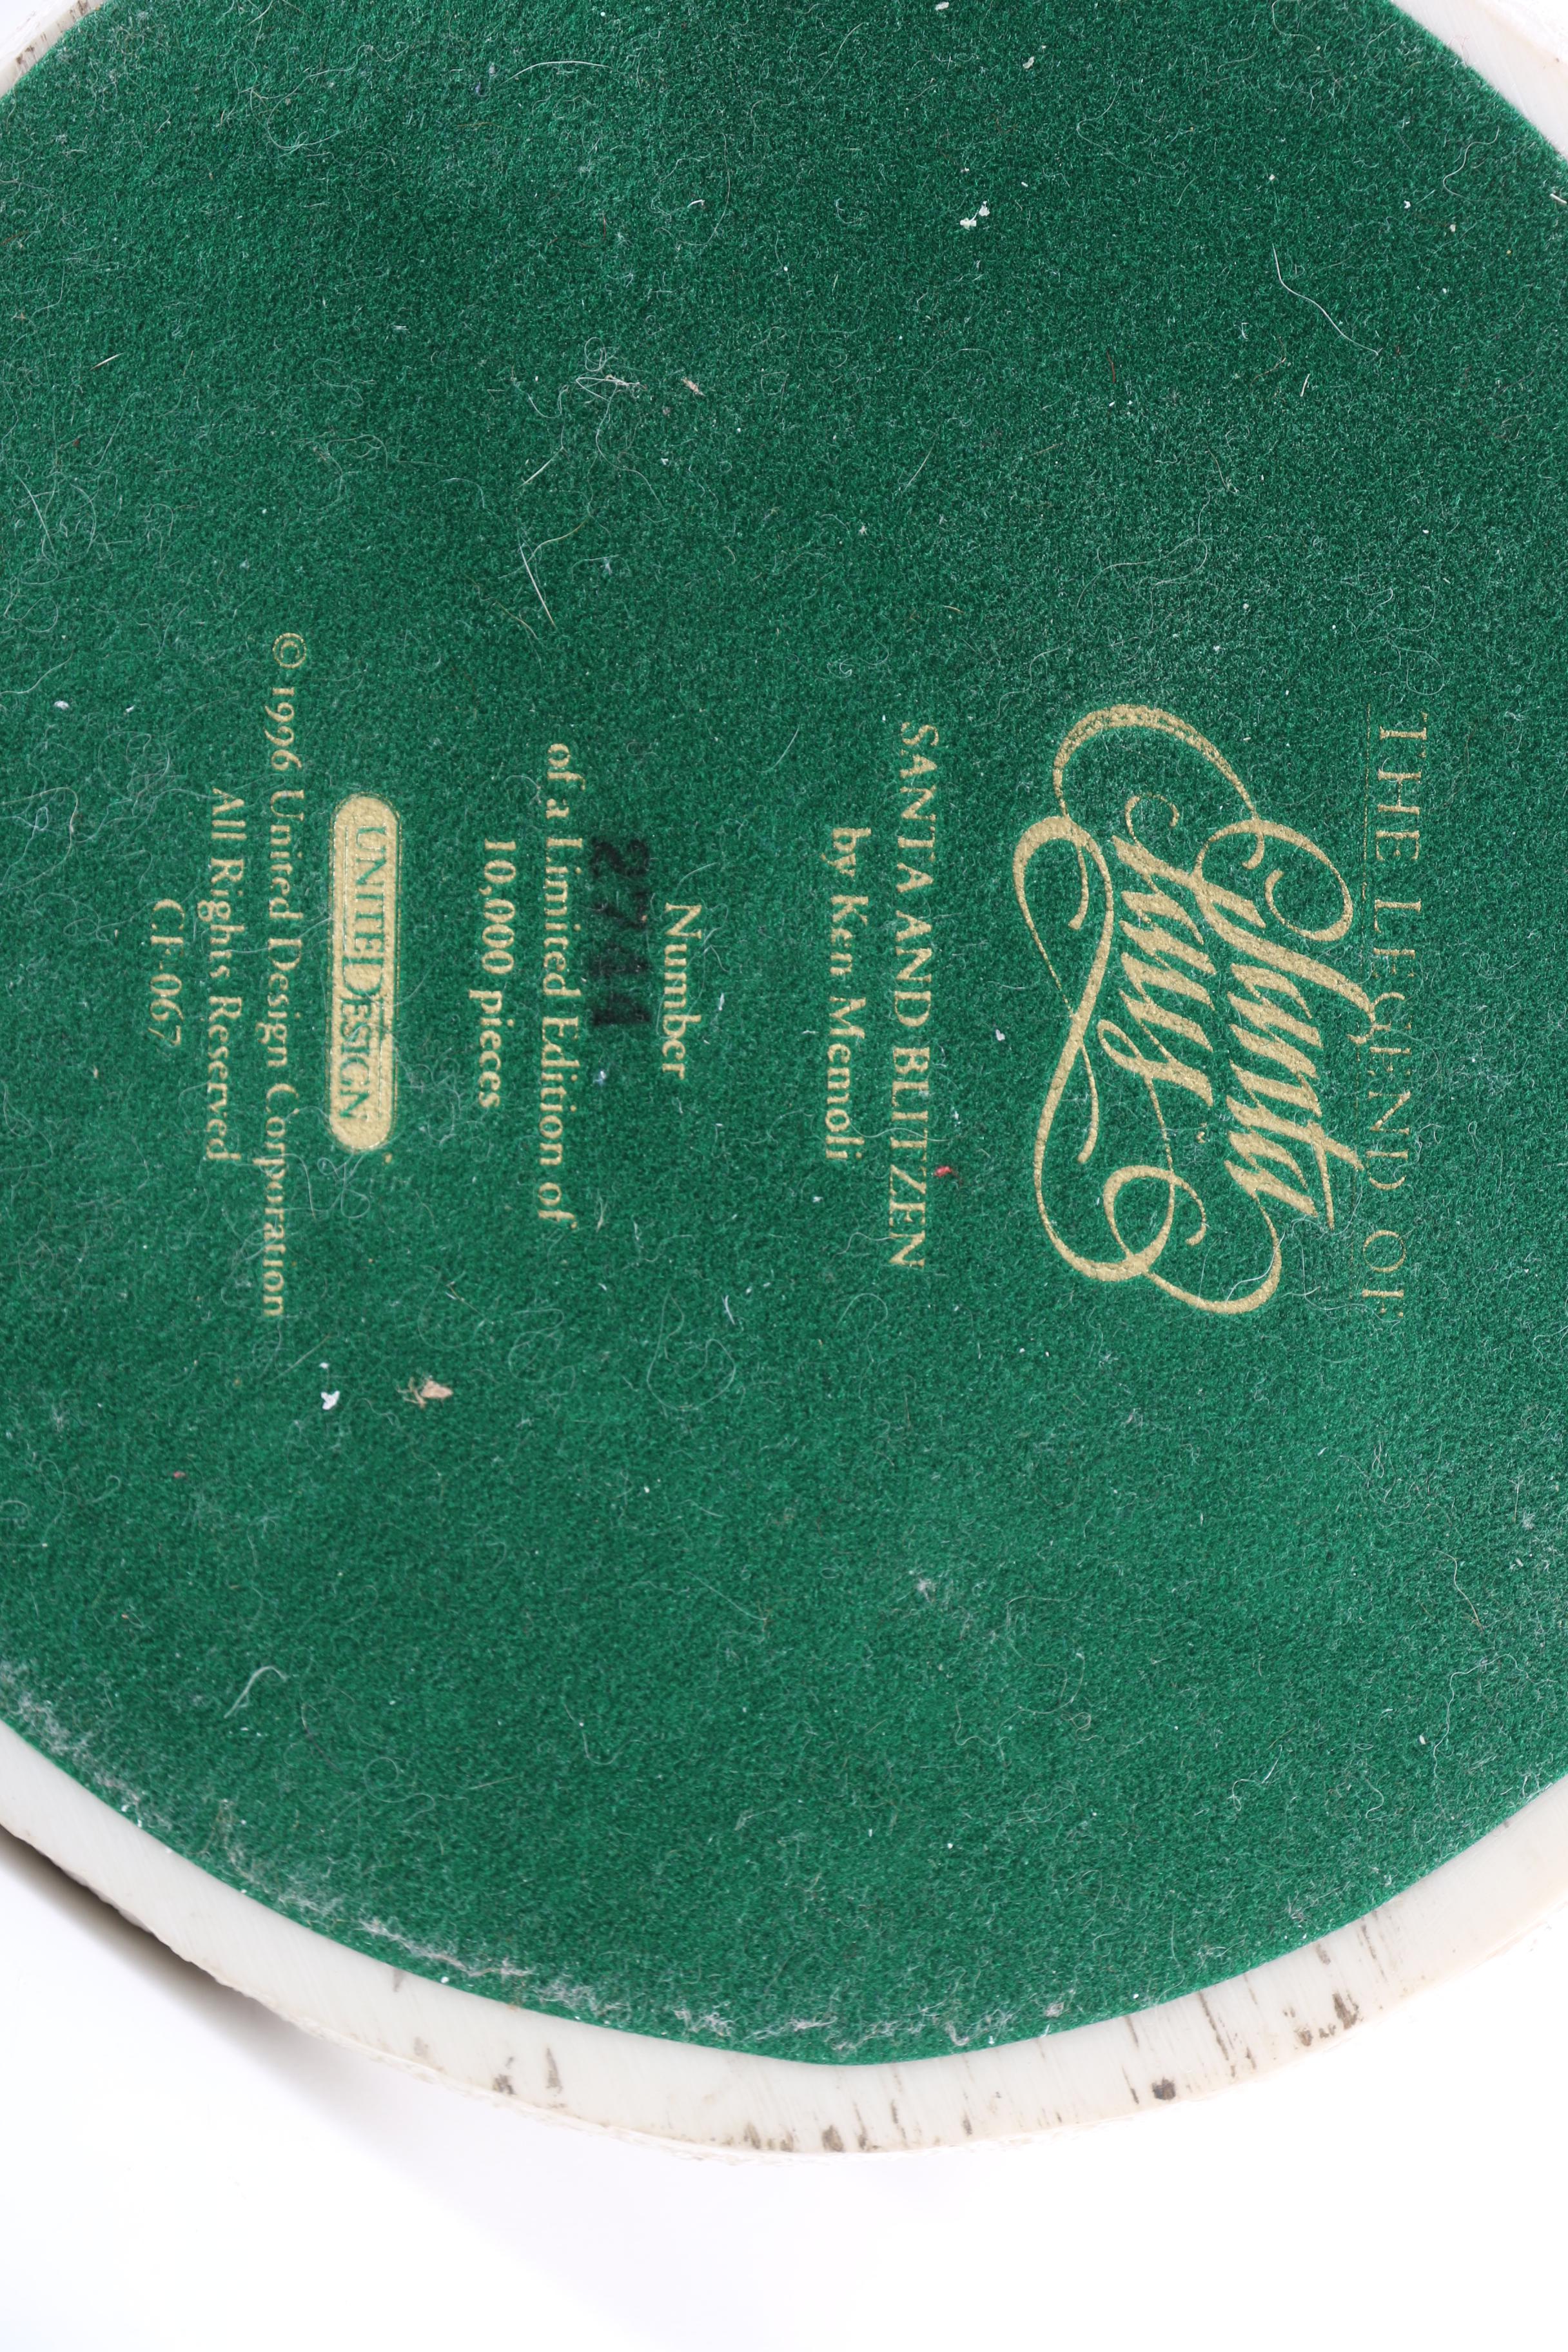 THE LEGEND OF
Santa
Claus
™
SANTA AND BLITZEN
by Ken Memoli
Number
2744
of a Limited Edition of
10,000 pieces
UNITED DESIGN
© 1996 United Design Corporation
All Rights Reserved
CF-067